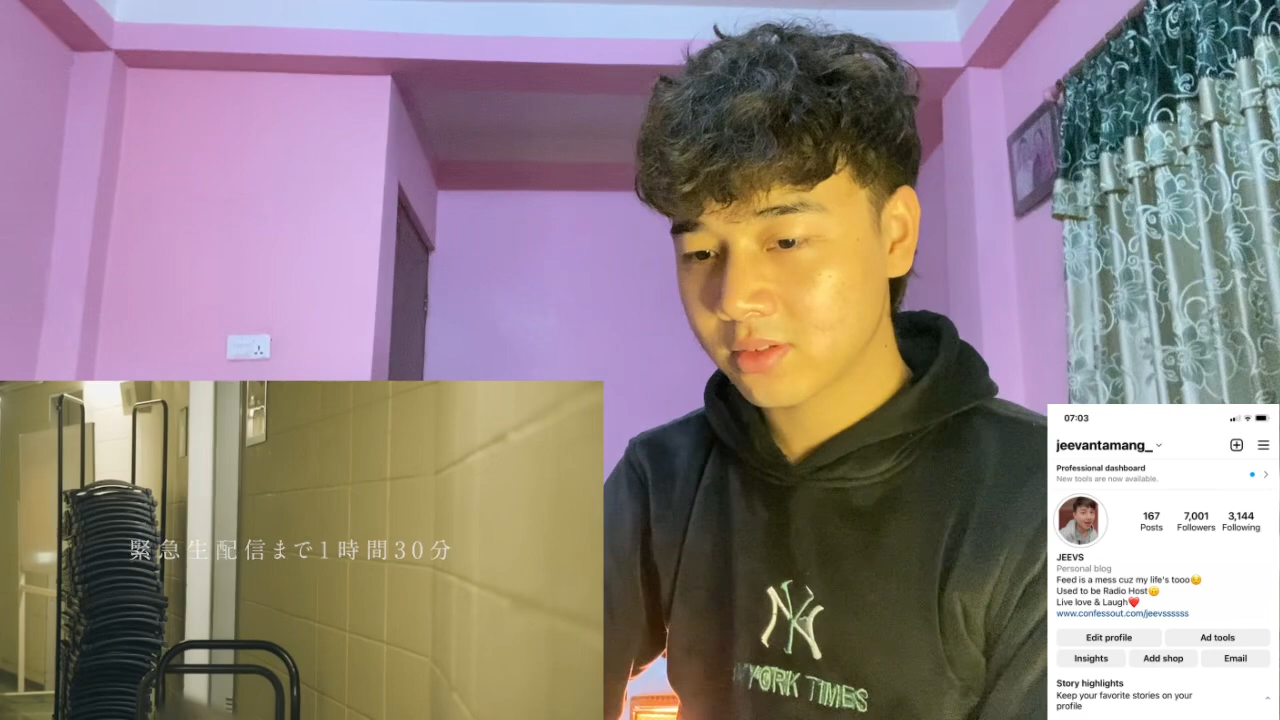 緊急生配信まで1時間30分
NY
YORK TIMES
07:03
jeevantamang_
Professional dashboard
New tools are now available.
167 7,001 3,144
Posts Followers Following
JEEVS
Personal blog
Feed is a mess cuz my life's tooo😔
Used to be Radio Host🙃
Live love & Laugh❤️
www.confessout.com/jeevssssss
Edit profile Ad tools
Insights Add shop Email
Story highlights
Keep your favorite stories on your
profile